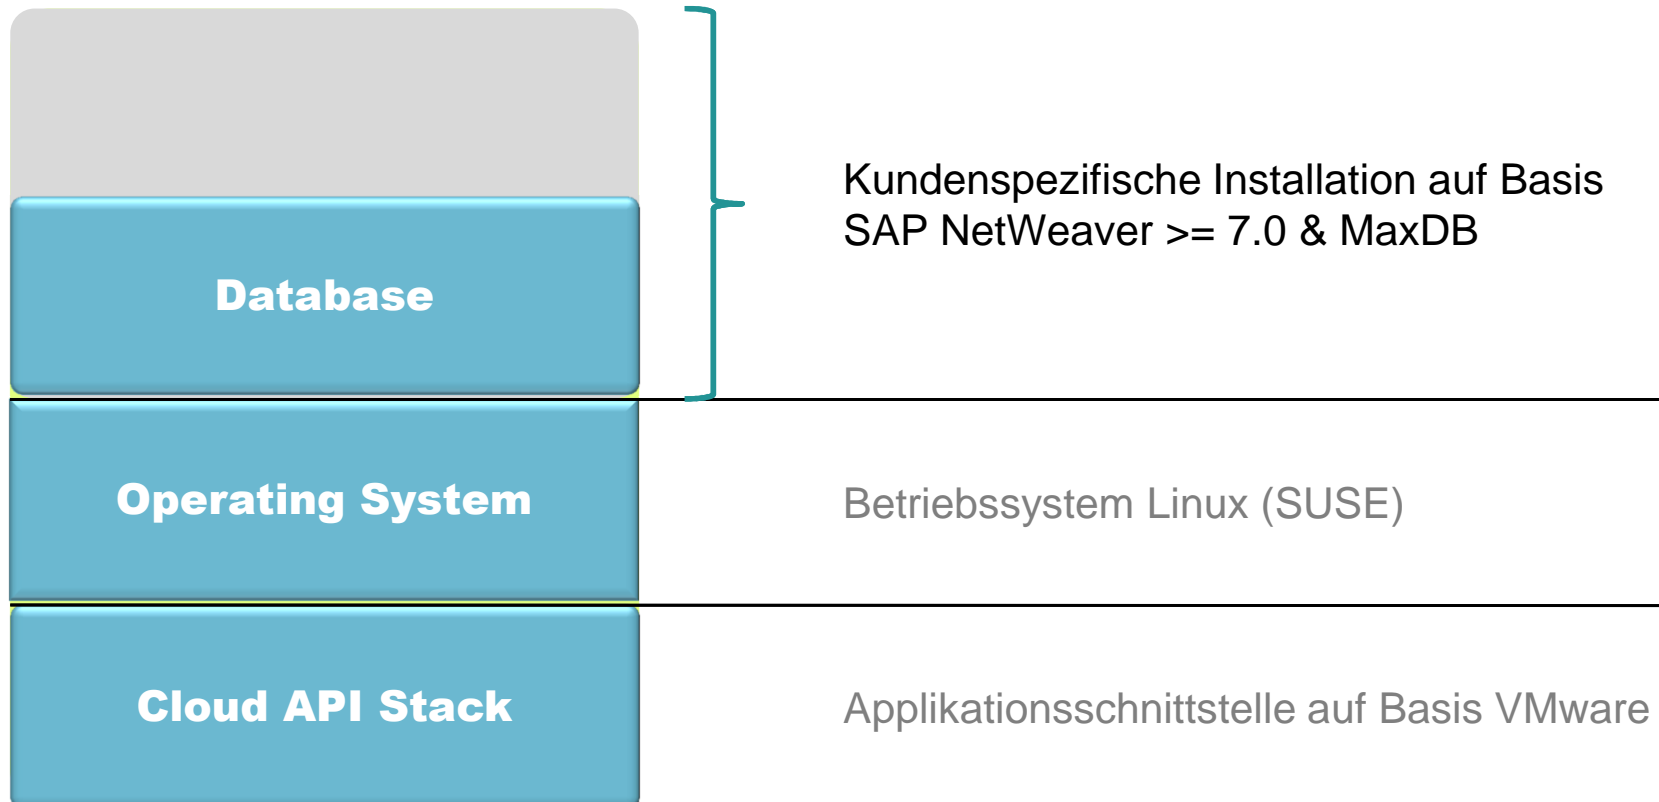 Kundenspezifische Installation auf Basis
SAP NetWeaver >= 7.0 & MaxDB
Database
Operating System
Betriebssystem Linux (SUSE)
Cloud API Stack
Applikationsschnittstelle auf Basis VMware